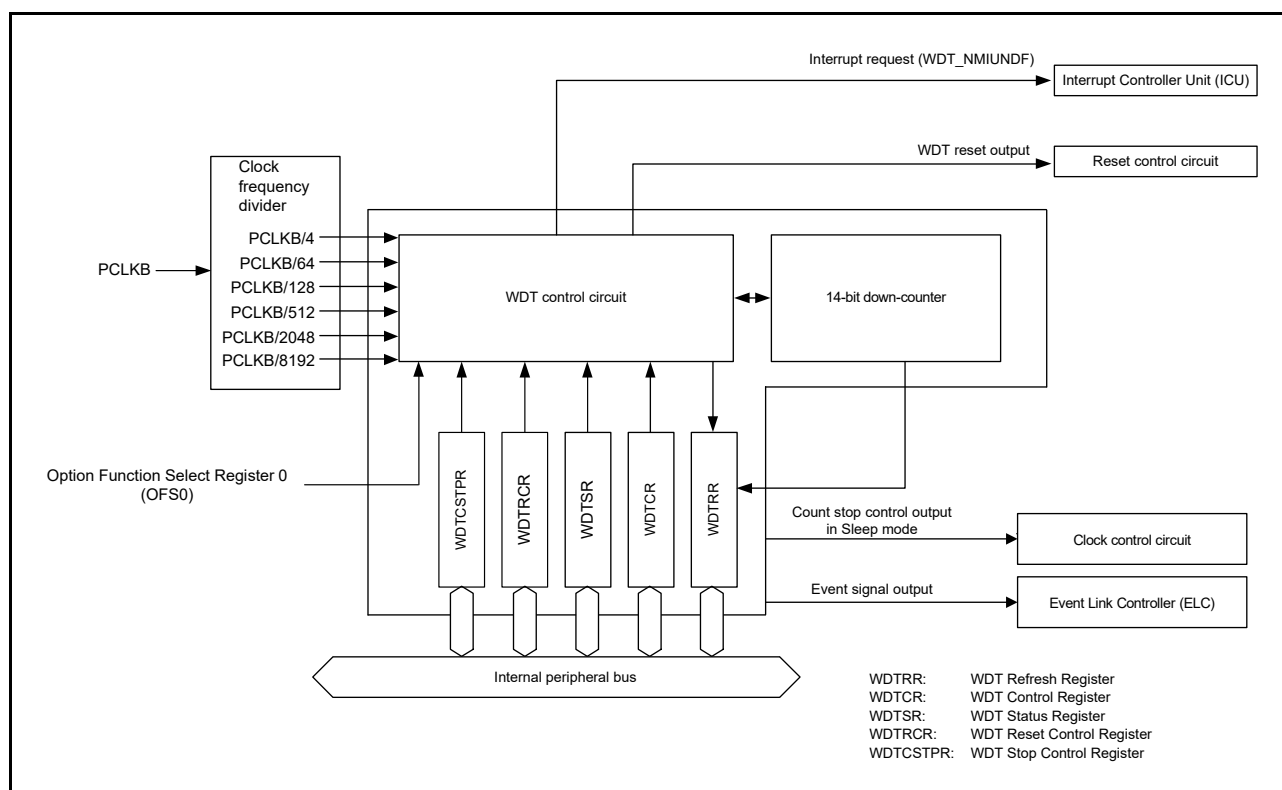 Interrupt request (WDT_NMIUNDF)
Interrupt Controller Unit (ICU)
WDT reset output
Reset control circuit
Clock
frequency
divider
PCLKB/4
PCLKB/64
PCLKB
PCLKB/128
PCLKB/512
PCLKB/2048
PCLKB/8192
WDT control circuit
14-bit down-counter
Option Function Select Register 0
(OFS0)
WDTCSTPR
WDTRCR
WDTSR
WDTCR
WDTRR
Count stop control output
in Sleep mode
Clock control circuit
Event signal output
Event Link Controller (ELC)
Internal peripheral bus
WDTRR: WDT Refresh Register
WDTCR: WDT Control Register
WDTSR: WDT Status Register
WDTRCR: WDT Reset Control Register
WDTCSTPR: WDT Stop Control Register